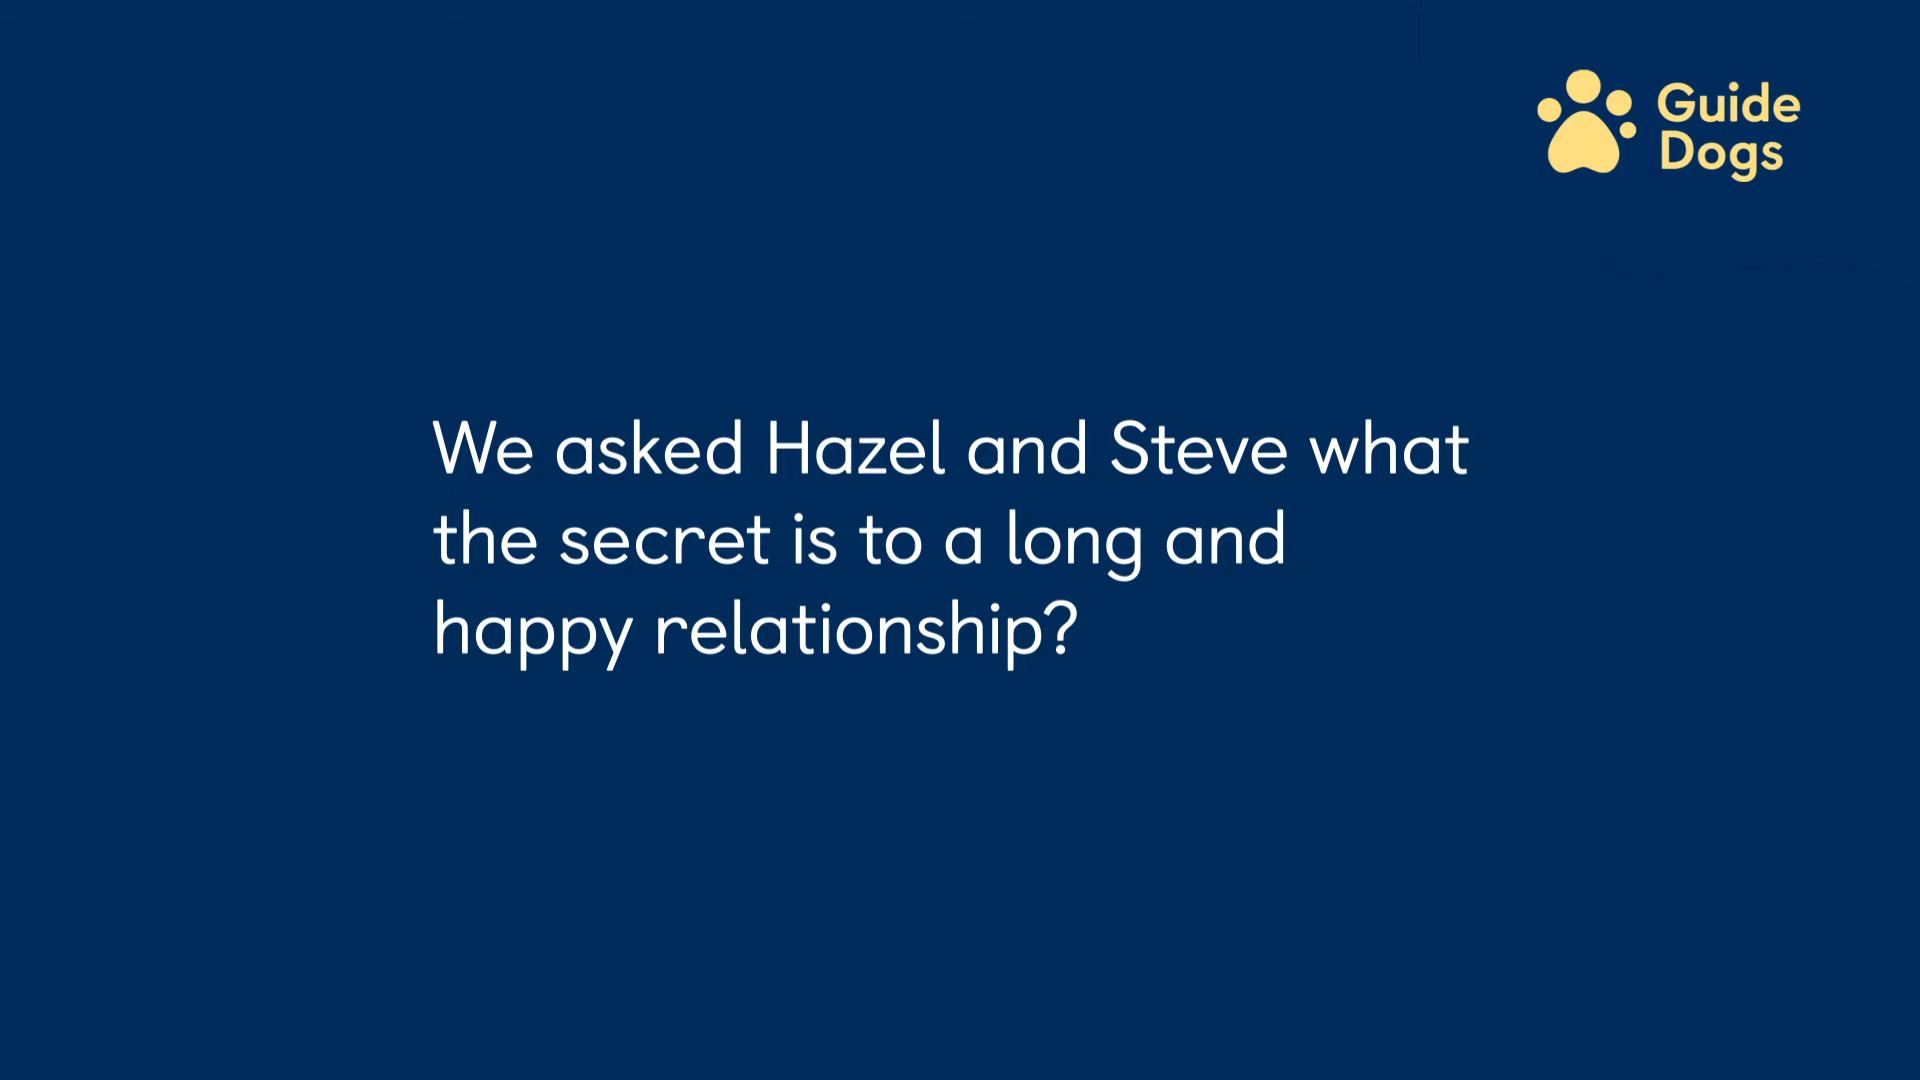 Guide
Dogs
We asked Hazel and Steve what
the secret is to a long and
happy relationship?